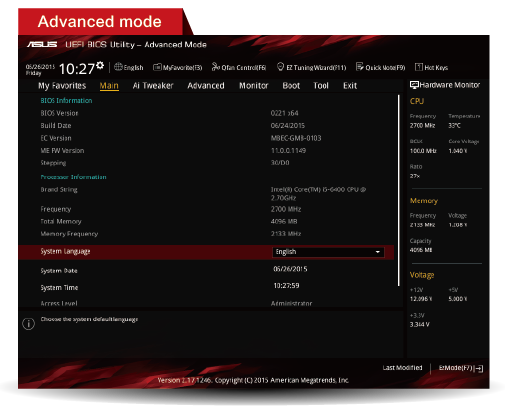 Advanced mode
ASUS UEFI BIOS Utility – Advanced Mode
06/26/2015
Friday
10:27 English MyFavorite(F3) Qfan Control(F6) EZ Tuning Wizard(F11) Quick Note(F9) Hot Keys
My Favorites Main Ai Tweaker Advanced Monitor Boot Tool Exit
Hardware Monitor
BIOS Information
BIOS Version 0221 x64
Build Date 06/24/2015
EC Version MBEC-GMB-0103
ME FW Version 11.0.0.1149
Stepping
Processor Information
Brand String Intel(R) Core(TM) i5-6400 CPU @
2.70GHz
Frequency 2700 MHz
Total Memory 4096 MB
Memory Frequency 2133 MHz
System Language English
System Date 06/26/2015
System Time 10:27:59
Access Level Administrator
Choose the system default language
CPU
Frequency Temperature
2700 MHz 33°C
BCLK Core Voltage
100.0 MHz 1.040 V
Ratio
27x
Memory
Frequency Voltage
2133 MHz 1.208 V
Capacity
4096 MB
Voltage
+12V +5V
12.096 V 5.000 V
+3.3V
3.344 V
Last Modified EzMode(F7)
Version 2.17.1246. Copyright (C) 2015 American Megatrends, Inc.